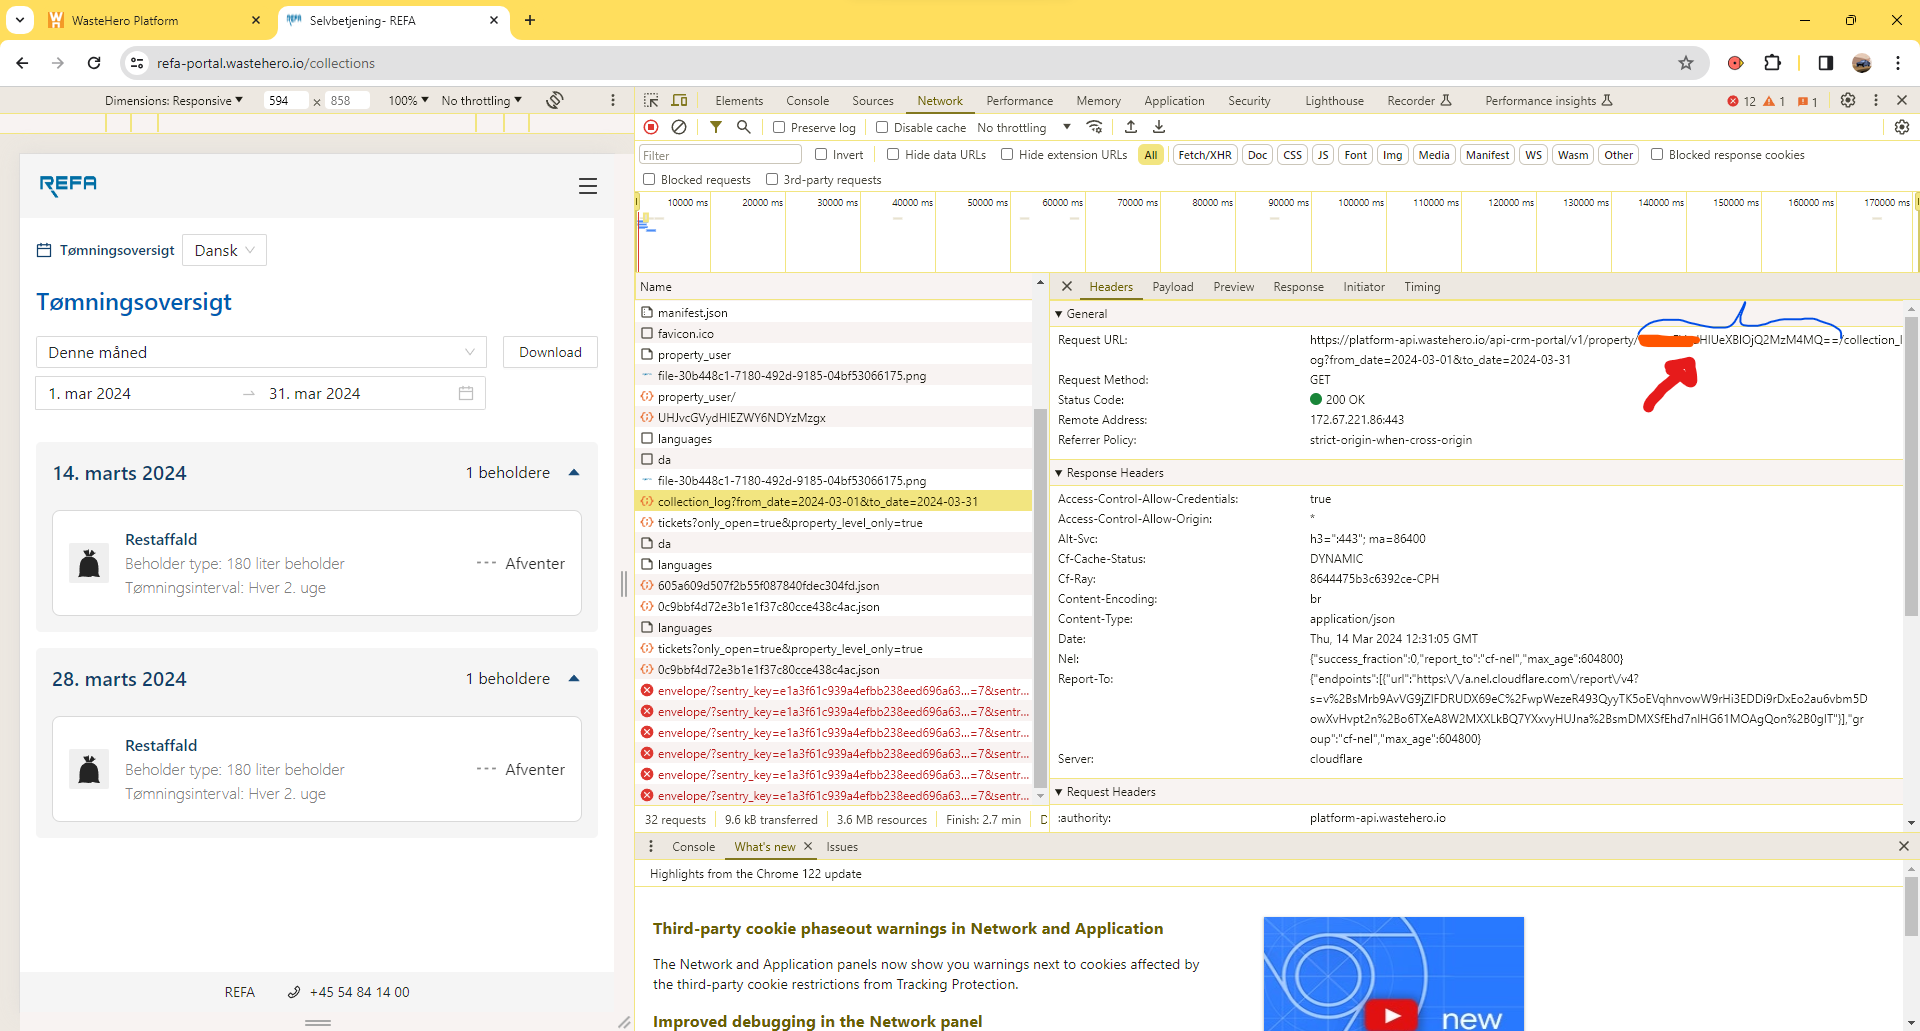 WasteHero Platform
Selvbetjening- REFA
refa-portal.wastehero.io/collections
Dimensions: Responsive 594 × 858 100% No throttling
Elements Console Sources Network Performance Memory Application Security Lighthouse Recorder Performance insights 12 1 1
Preserve log Disable cache No throttling
Filter Invert Hide data URLs Hide extension URLs All Fetch/XHR Doc CSS JS Font Img Media Manifest WS Wasm Other Blocked response cookies
Blocked requests 3rd-party requests
10000 ms 20000 ms 30000 ms 40000 ms 50000 ms 60000 ms 70000 ms 80000 ms 90000 ms 100000 ms 110000 ms 120000 ms 130000 ms 140000 ms 150000 ms 160000 ms 170000 ms
REFA
Tømningsoversigt Dansk
Tømningsoversigt
Denne måned Download
1. mar 2024 → 31. mar 2024
14. marts 2024 1 beholdere
Restaffald
Beholder type: 180 liter beholder
Tømningsinterval: Hver 2. uge
--- Afventer
28. marts 2024 1 beholdere
Restaffald
Beholder type: 180 liter beholder
Tømningsinterval: Hver 2. uge
--- Afventer
REFA +45 54 84 14 00
Name
manifest.json
favicon.ico
property_user
file-30b448c1-7180-492d-9185-04bf53066175.png
property_user/
UHJvcGVydHlEZWY6NDYzMzgx
languages
da
file-30b448c1-7180-492d-9185-04bf53066175.png
collection_log?from_date=2024-03-01&to_date=2024-03-31
tickets?only_open=true&property_level_only=true
da
languages
605a609d507f2b55f087840fdec304fd.json
0c9bbf4d72e3b1e1f37c80cce438c4ac.json
languages
tickets?only_open=true&property_level_only=true
0c9bbf4d72e3b1e1f37c80cce438c4ac.json
envelope/?sentry_key=e1a3f61c939a4efbb238eed696a63...=7&sentr...
envelope/?sentry_key=e1a3f61c939a4efbb238eed696a63...=7&sentr...
envelope/?sentry_key=e1a3f61c939a4efbb238eed696a63...=7&sentr...
envelope/?sentry_key=e1a3f61c939a4efbb238eed696a63...=7&sentr...
envelope/?sentry_key=e1a3f61c939a4efbb238eed696a63...=7&sentr...
envelope/?sentry_key=e1a3f61c939a4efbb238eed696a63...=7&sentr...
32 requests 9.6 kB transferred 3.6 MB resources Finish: 2.7 min
Headers Payload Preview Response Initiator Timing
General
Request URL: https://platform-api.wastehero.io/api-crm-portal/v1/property/ HlUeXBlOjQ2MzM4MQ==/collection_l
og?from_date=2024-03-01&to_date=2024-03-31
Request Method: GET
Status Code: 200 OK
Remote Address: 172.67.221.86:443
Referrer Policy: strict-origin-when-cross-origin
Response Headers
Access-Control-Allow-Credentials: true
Access-Control-Allow-Origin: *
Alt-Svc: h3=":443"; ma=86400
Cf-Cache-Status: DYNAMIC
Cf-Ray: 8644475b3c6392ce-CPH
Content-Encoding: br
Content-Type: application/json
Date: Thu, 14 Mar 2024 12:31:05 GMT
Nel: {"success_fraction":0,"report_to":"cf-nel","max_age":604800}
Report-To: {"endpoints":[{"url":"https:\/\/a.nel.cloudflare.com\/report\/v4?
s=v%2BsMrb9AvVG9jZlFDRUDX69eC%2FwpWezeR493QyyTK5oEVqhnvowW9rHi3EDDi9rDxEo2au6vbm5D
owXvHvpt2n%2Bo6TXeA8W2MXXLkBQ7YXxvyHUJna%2BsmDMXSfEhd7nIHG61MOAgQon%2B0gIT"}],"gr
oup":"cf-nel","max_age":604800}
Server: cloudflare
Request Headers
:authority: platform-api.wastehero.io
Console What's new Issues
Highlights from the Chrome 122 update
Third-party cookie phaseout warnings in Network and Application
The Network and Application panels now show you warnings next to cookies affected by
the third-party cookie restrictions from Tracking Protection.
Improved debugging in the Network panel
new